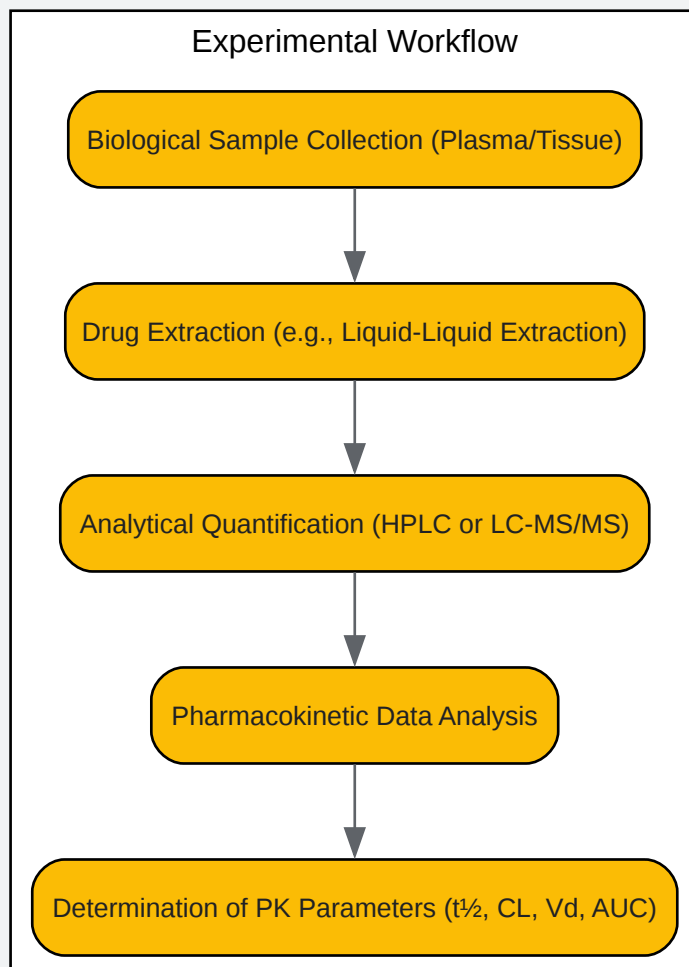 Experimental Workflow
Biological Sample Collection (Plasma/Tissue)
Drug Extraction (e.g., Liquid-Liquid Extraction)
Analytical Quantification (HPLC or LC-MS/MS)
Pharmacokinetic Data Analysis
Determination of PK Parameters (t½, CL, Vd, AUC)